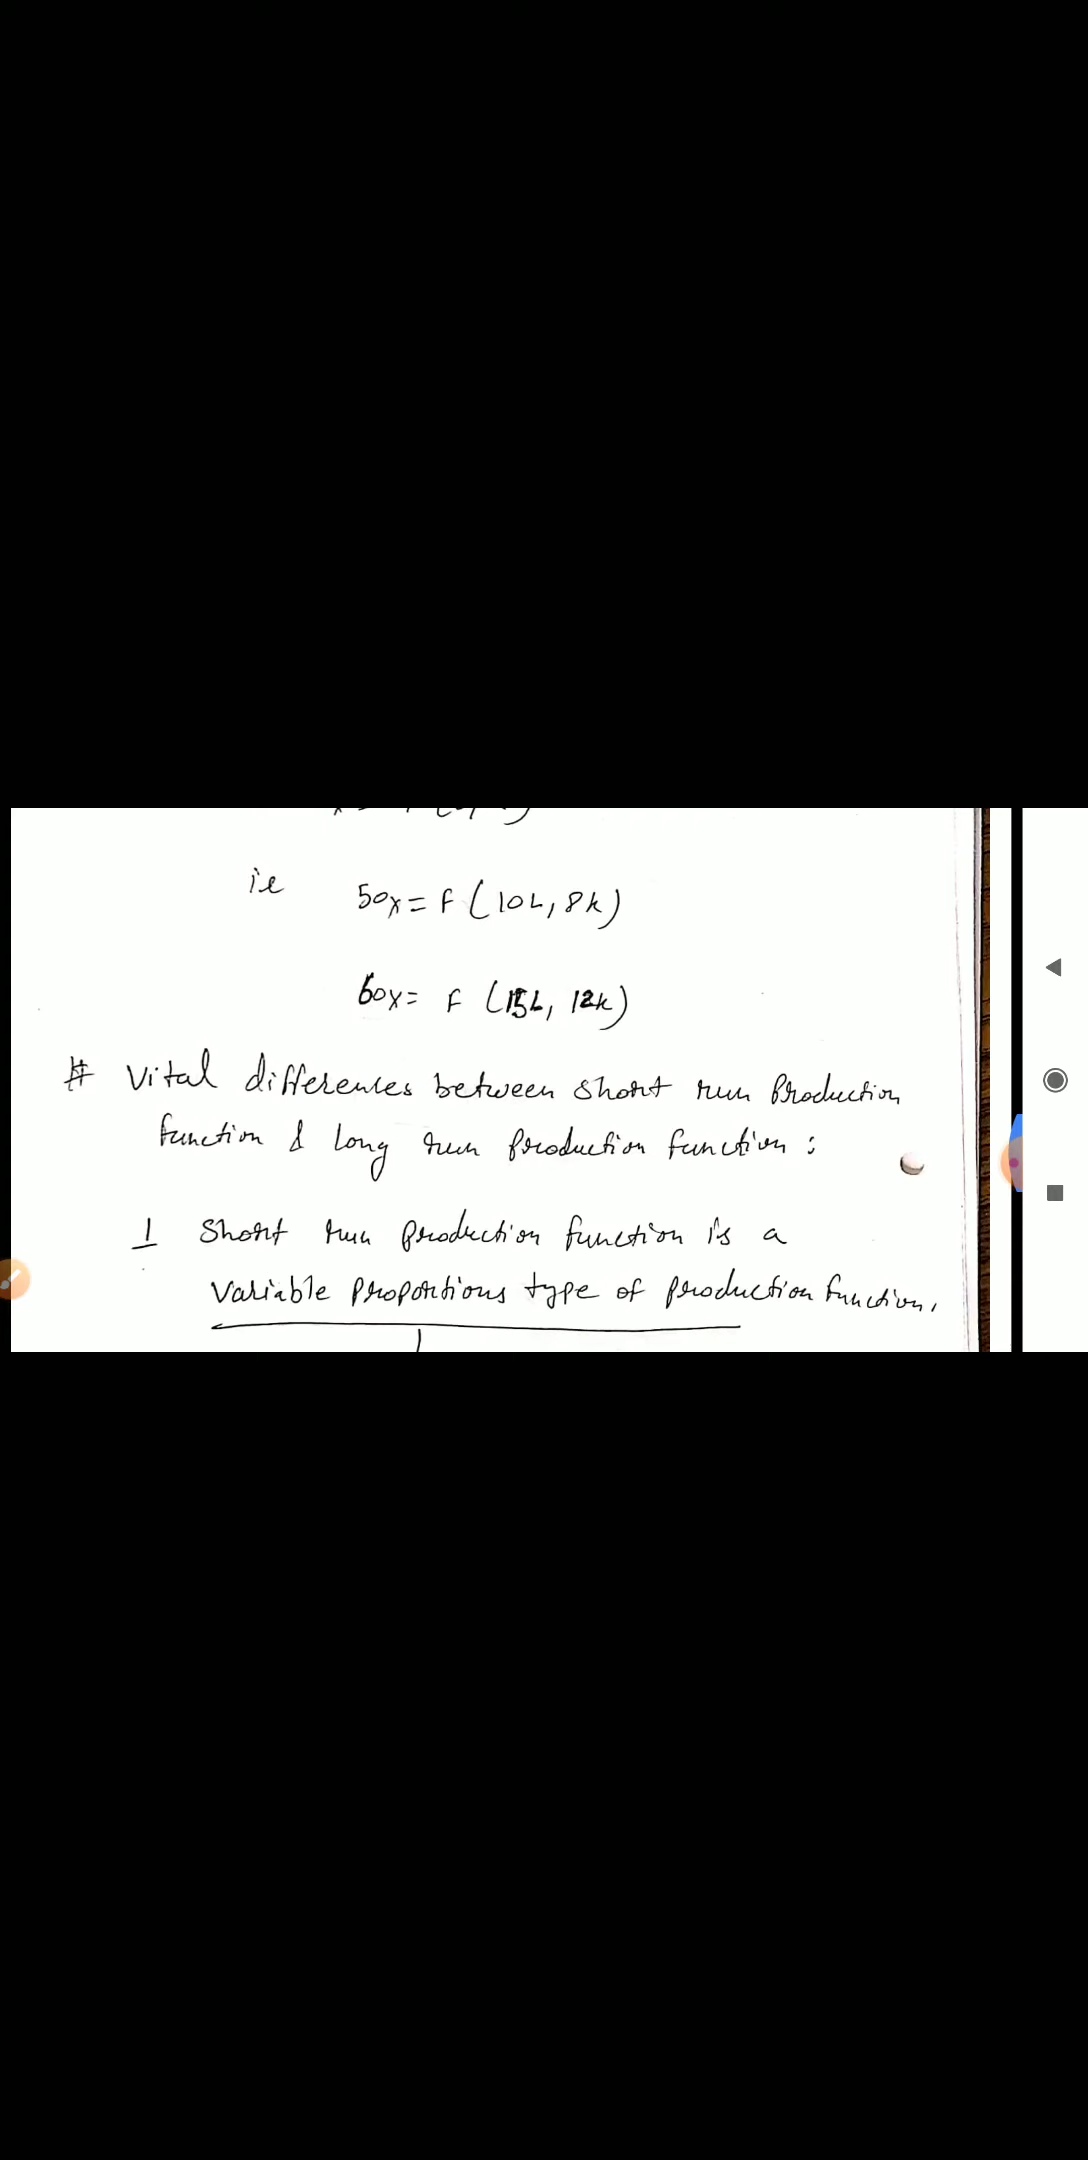 ie 50x = F (10L, 8k)
60x = F (15L, 12k)
# Vital differences between short run Production
function & long run production function :
1 Short run production function is a
variable proportions type of production function,